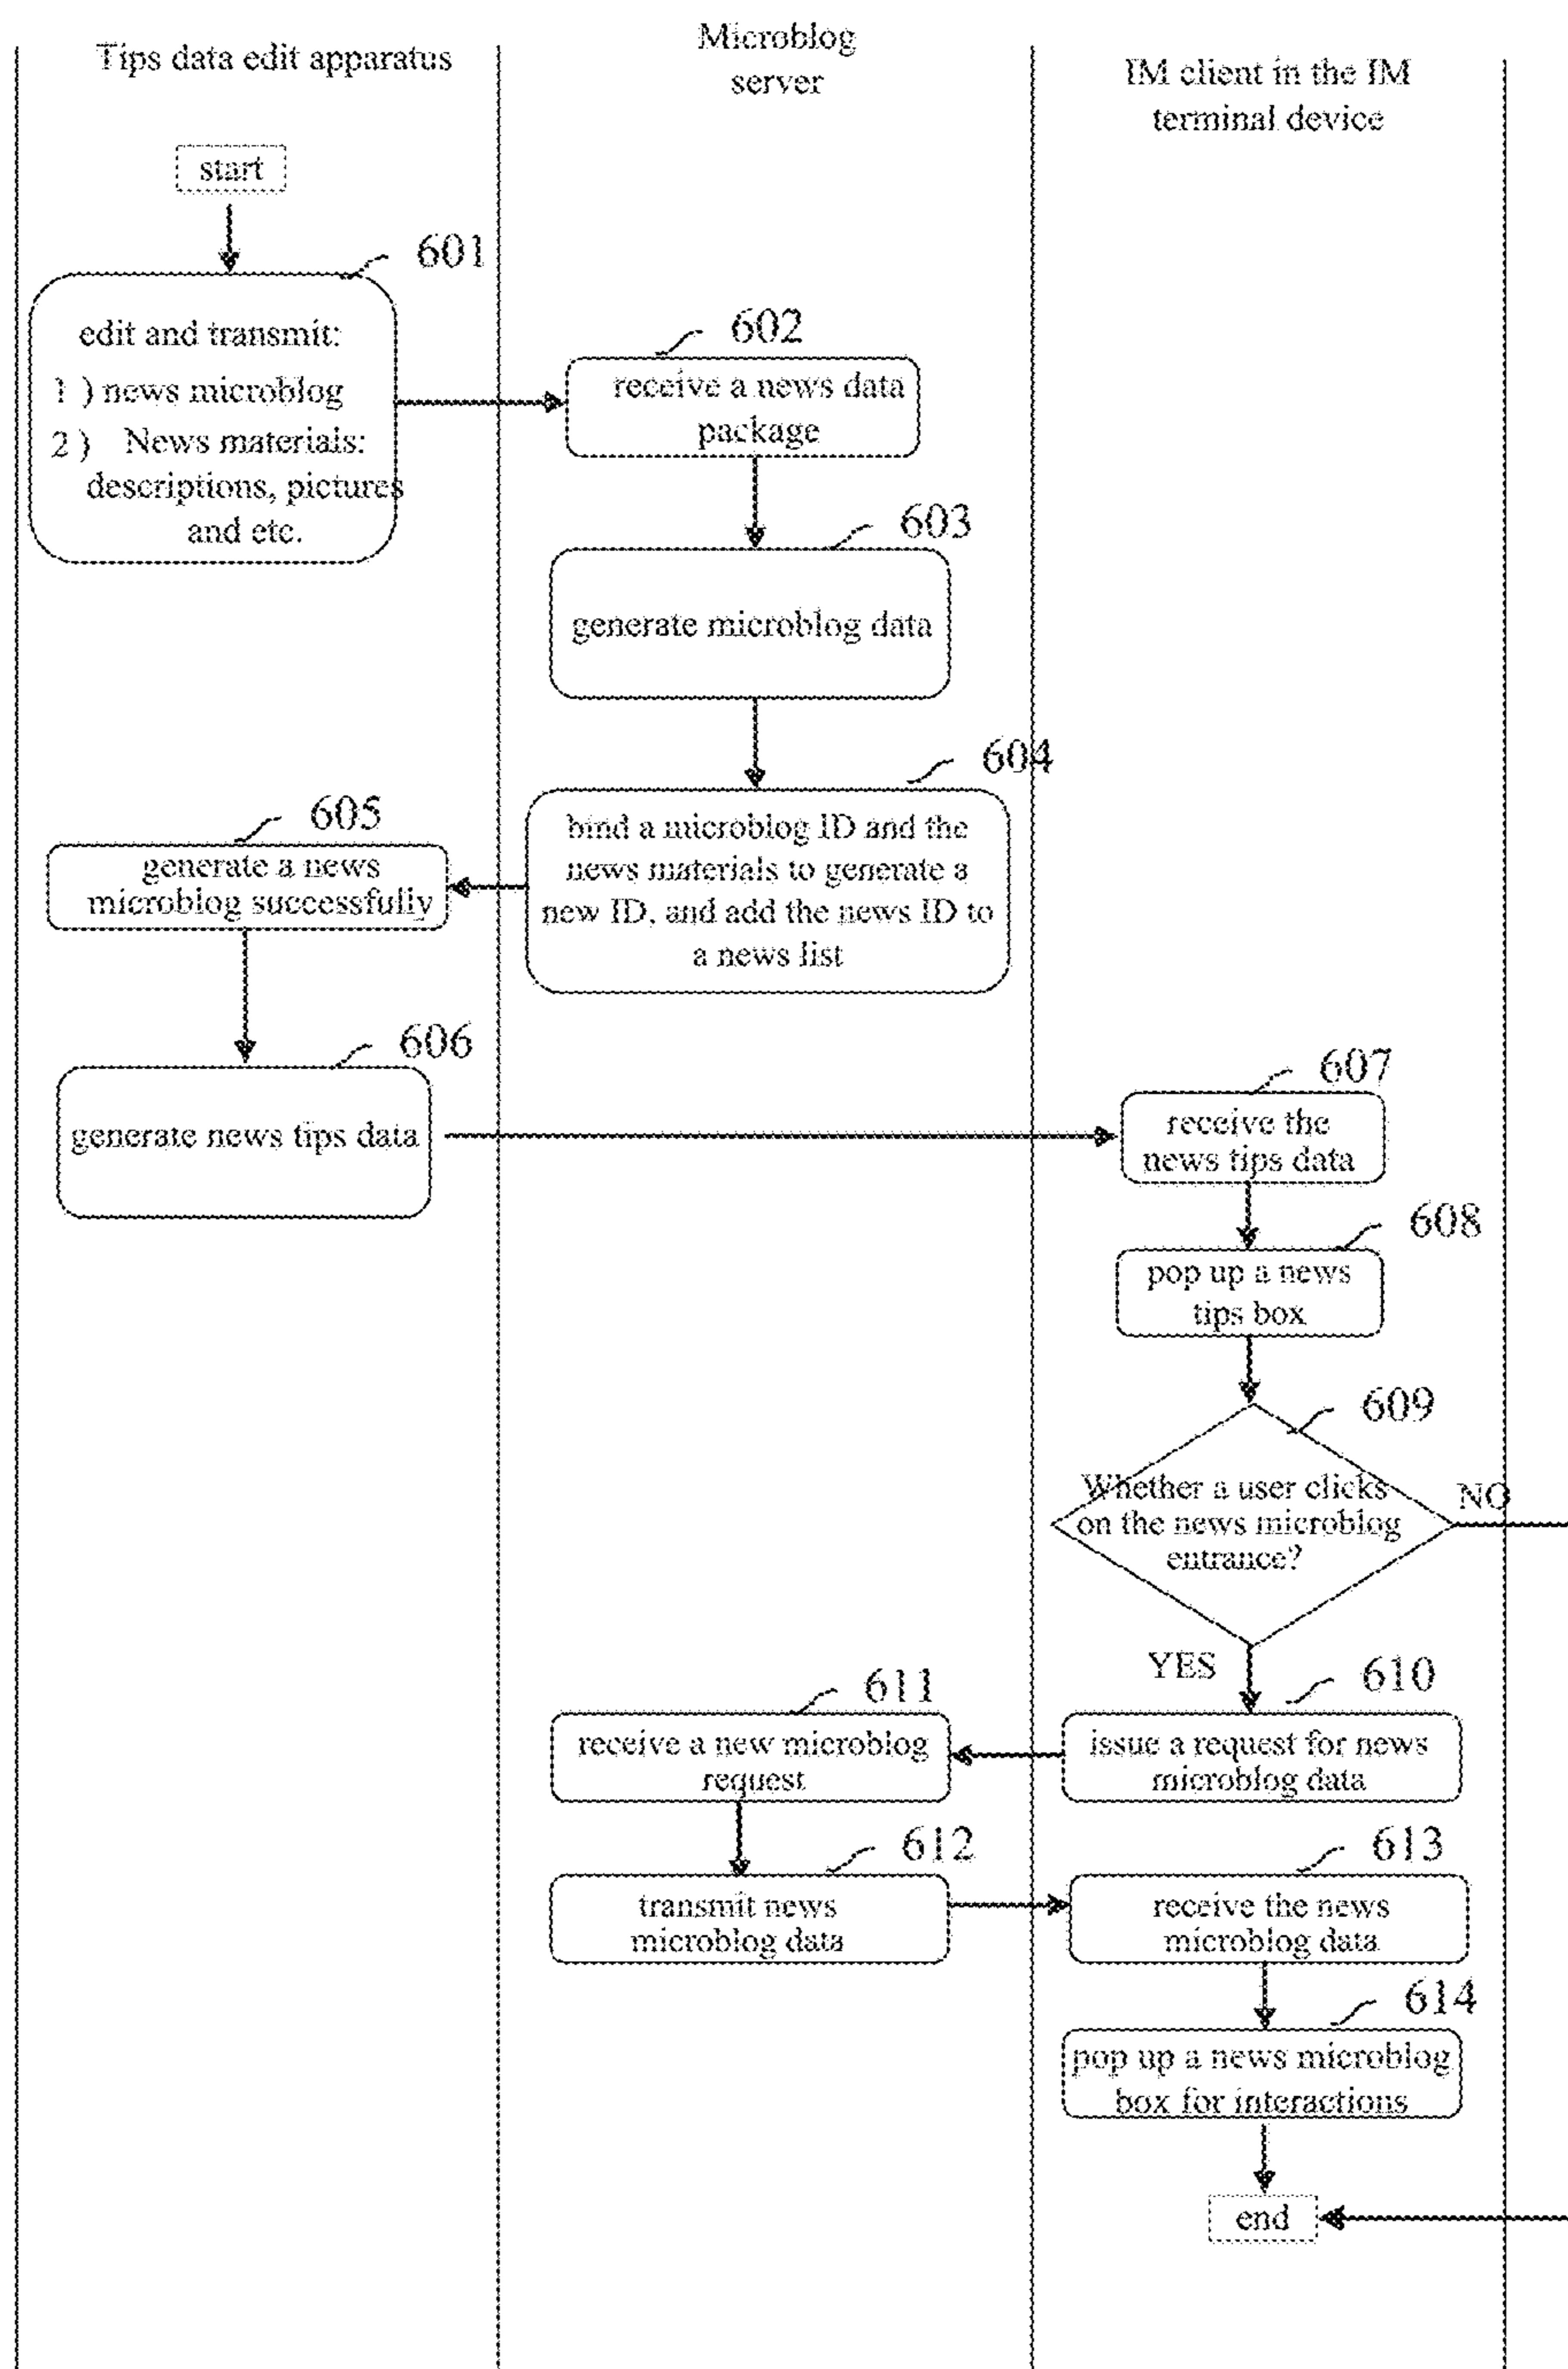 Tips data edit apparatus
Microblog
server
IM client in the IM
terminal device
start
601
edit and transmit:
1 ) news microblog
2 ) News materials:
descriptions, pictures
and etc.
602
receive a news data
package
603
generate microblog data
604
bind a microblog ID and the
news materials to generate a
new ID, and add the news ID to
a news list
605
generate a news
microblog successfully
606
generate news tips data
607
receive the
news tips data
608
pop up a news
tips box
609
Whether a user clicks
on the news microblog
entrance?
NO
YES
610
issue a request for news
microblog data
611
receive a new microblog
request
612
transmit news
microblog data
613
receive the news
microblog data
614
pop up a news microblog
box for interactions
end